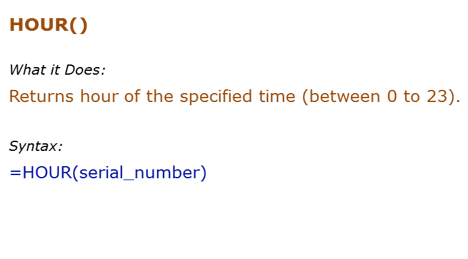 HOUR()
What it Does:
Returns hour of the specified time (between 0 to 23).
Syntax:
=HOUR(serial_number)